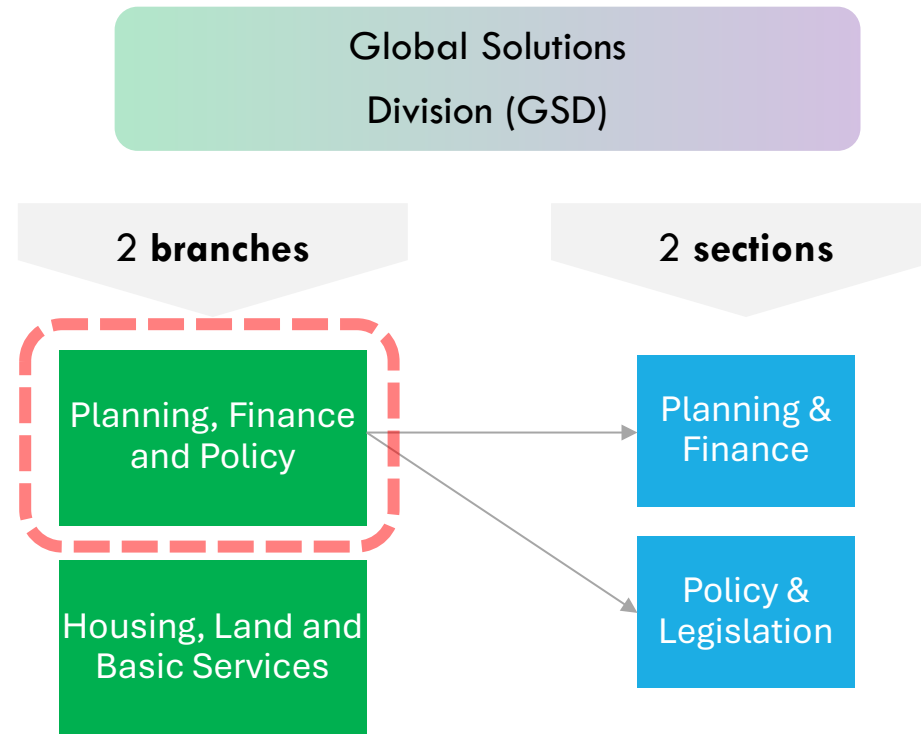 Global Solutions
Division (GSD)
2 branches
2 sections
Planning, Finance
and Policy
Planning &
Finance
Housing, Land and
Basic Services
Policy &
Legislation